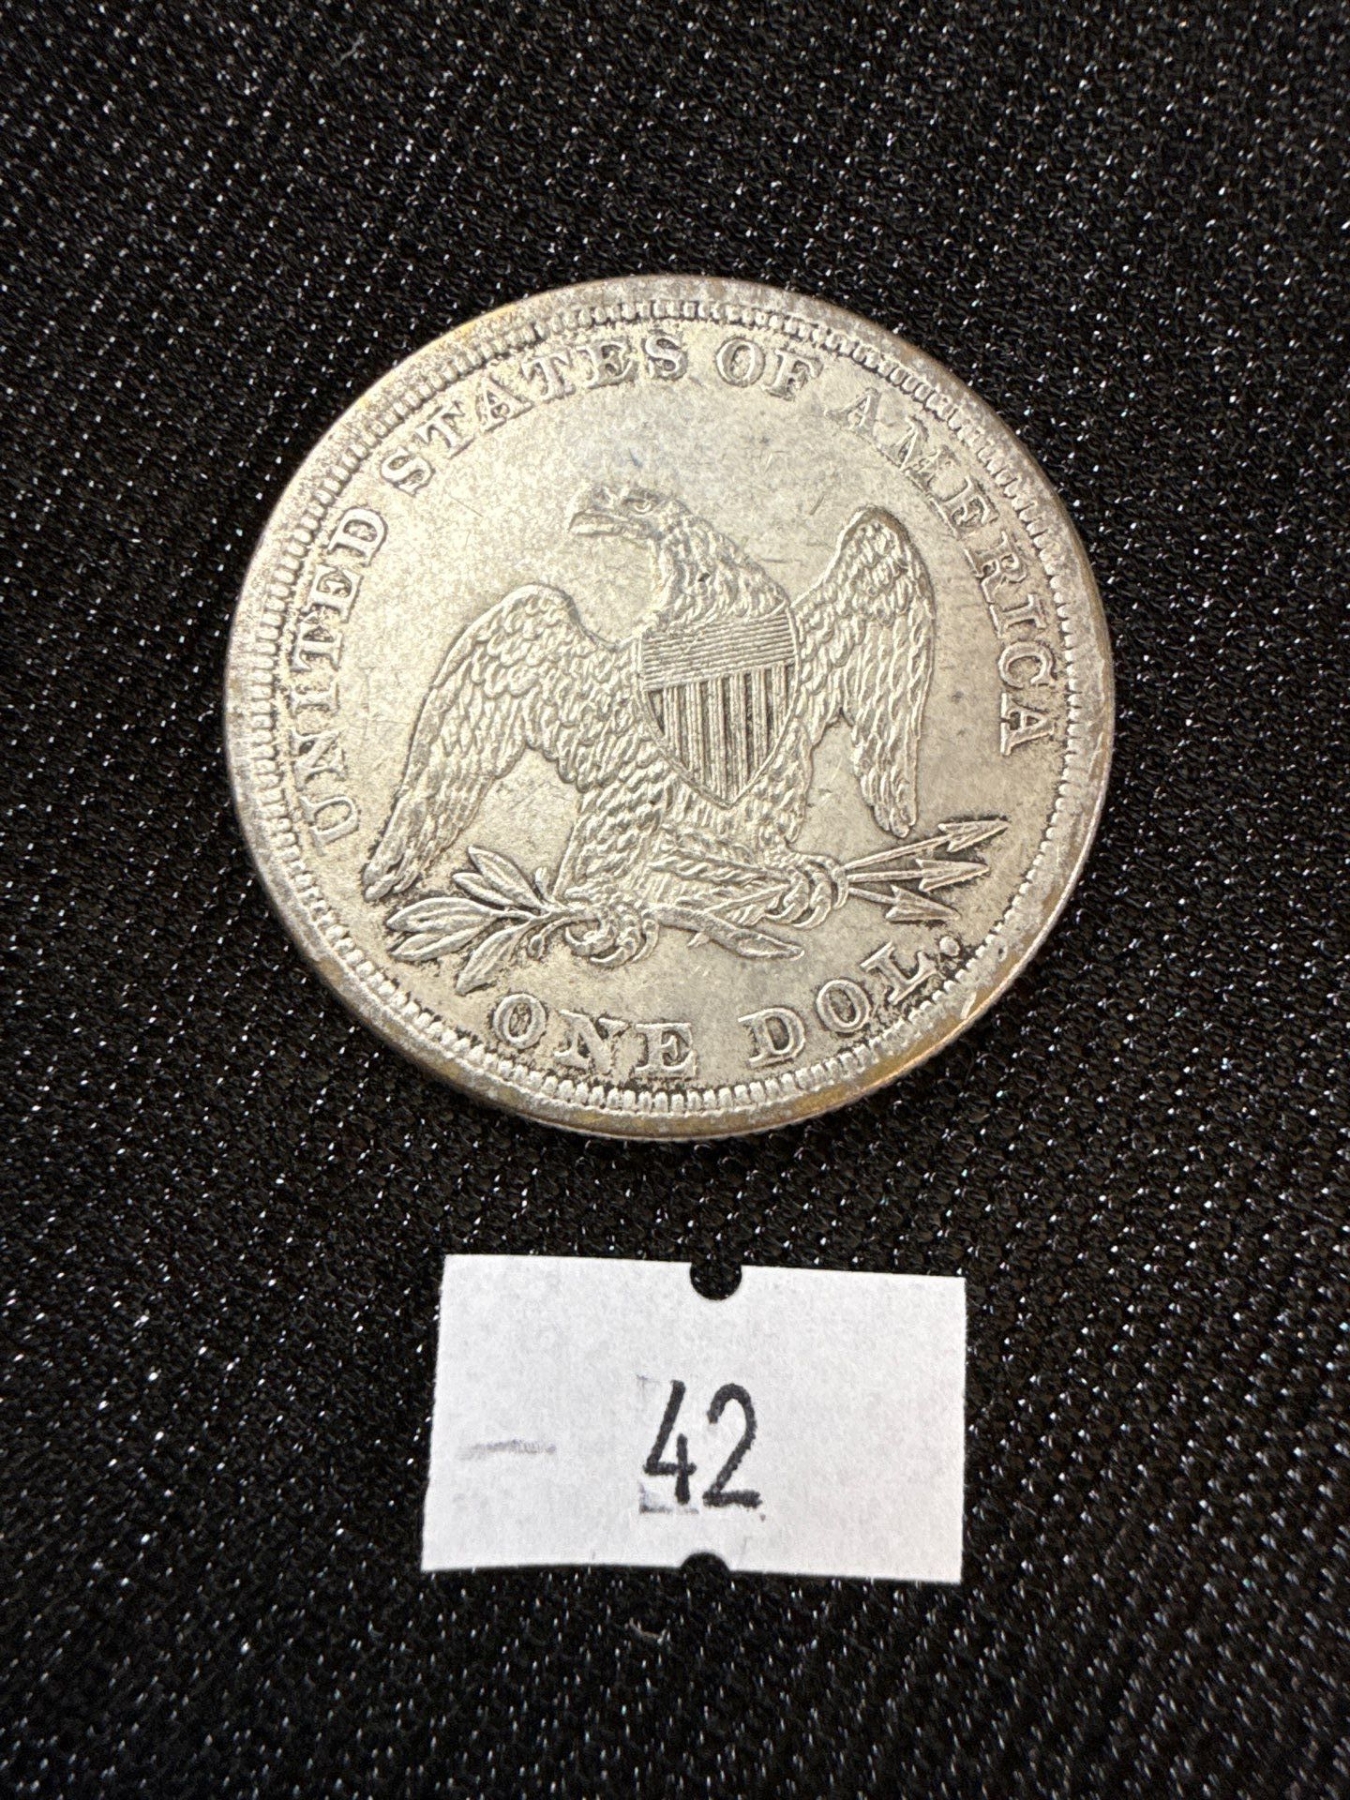 UNITED STATES OF AMERICA
ONE DOL.
42